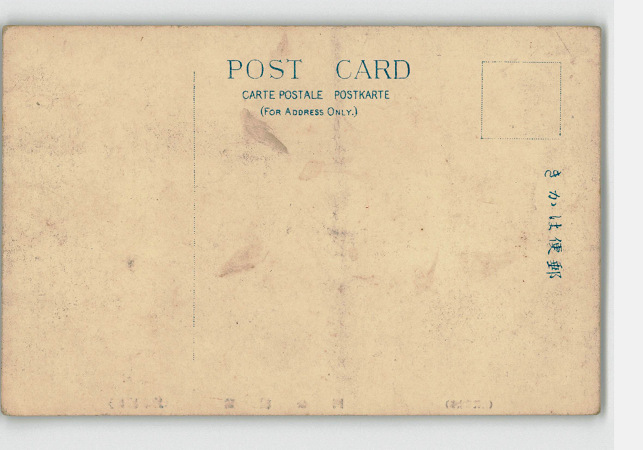 POST CARD
CARTE POSTALE POSTKARTE
(FOR ADDRESS ONLY.)
きかは便郵